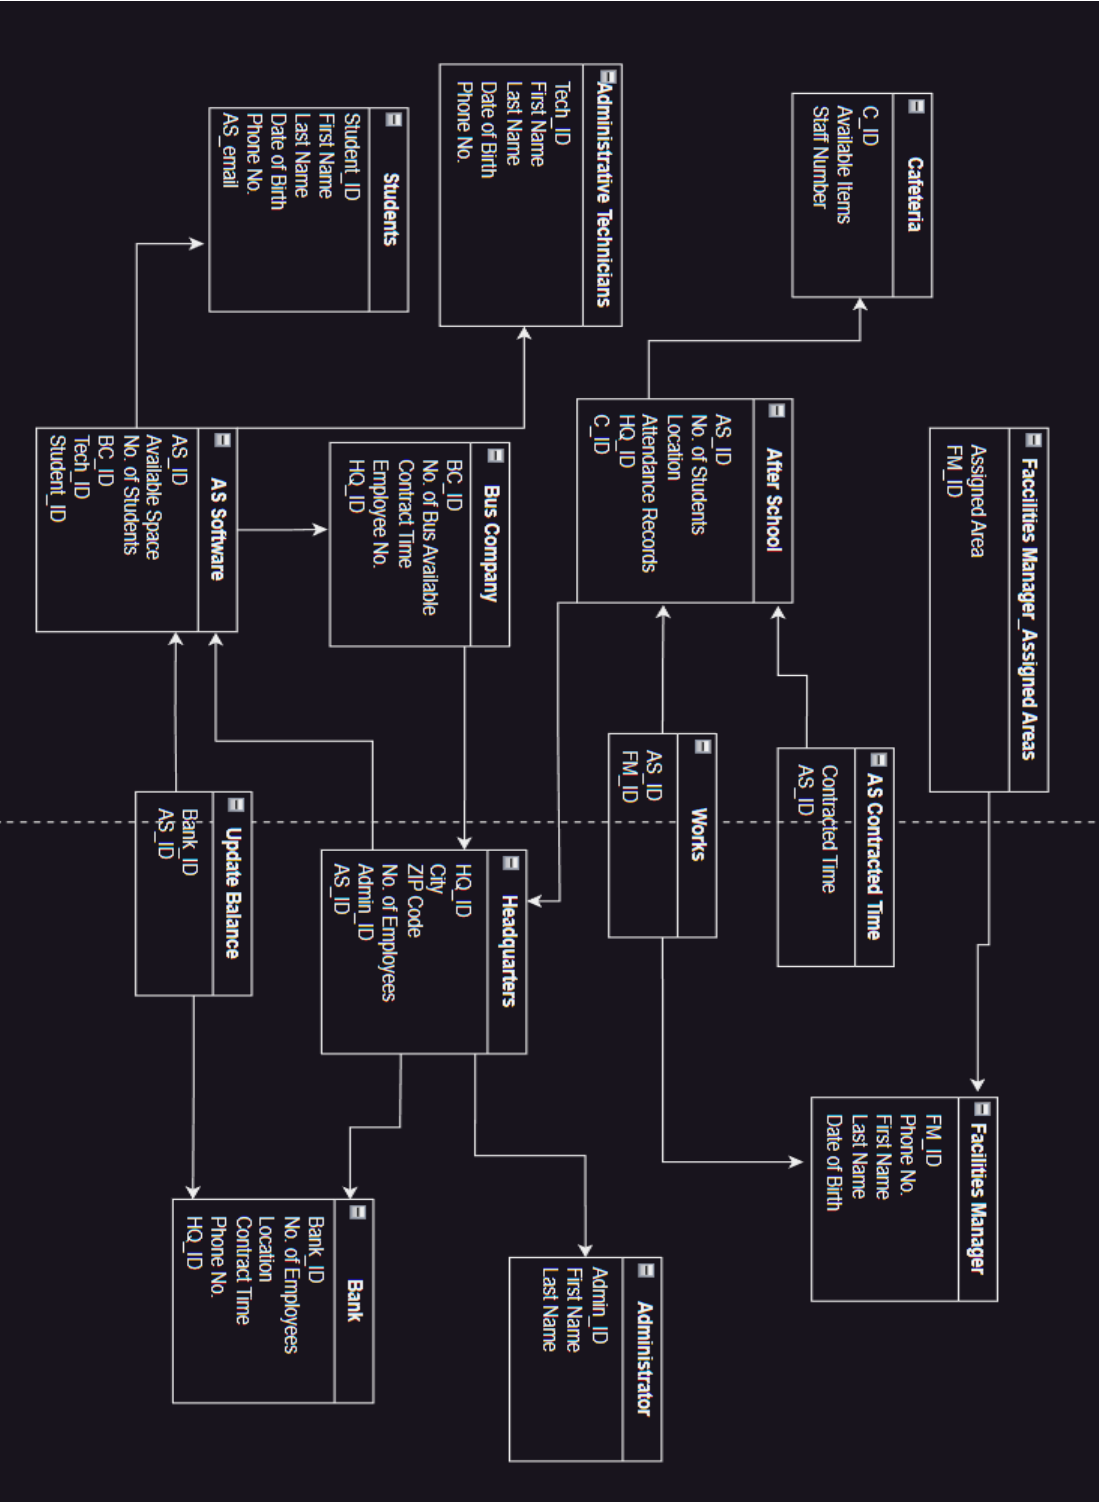 Faccilities Manager_Assigned Areas
Assigned Area
FM_ID
Facilities Manager
FM_ID
Phone No.
First Name
Last Name
Date of Birth
Cafeteria
C_ID
Available Items
Staff Number
AS Contracted Time
Contracted Time
AS_ID
After School
AS_ID
No. of Students
Location
Attendance Records
HQ_ID
C_ID
Works
AS_ID
FM_ID
Administrator
Admin_ID
First Name
Last Name
Administrative Technicians
Tech_ID
First Name
Last Name
Date of Birth
Phone No.
Bus Company
BC_ID
No. of Bus Available
Contract Time
Employee No.
HQ_ID
Headquarters
HQ_ID
City
ZIP Code
No. of Employees
Admin_ID
AS_ID
Students
Student_ID
First Name
Last Name
Date of Birth
Phone No.
AS_email
Bank
Bank_ID
No. of Employees
Location
Contract Time
Phone No.
HQ_ID
AS Software
AS_ID
Available Space
No. of Students
BC_ID
Tech_ID
Student_ID
Update Balance
Bank_ID
AS_ID